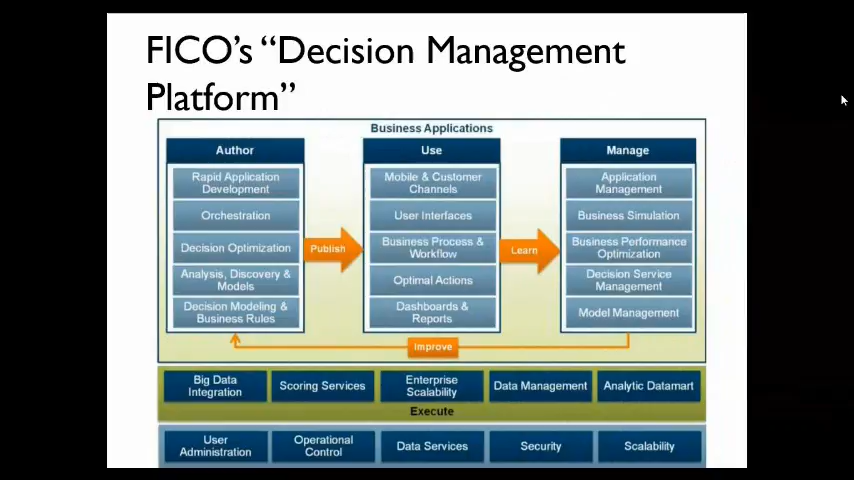 FICO's “Decision Management
Platform”
Business Applications
Author
Rapid Application
Development
Orchestration
Decision Optimization
Analysis, Discovery &
Models
Decision Modeling &
Business Rules
Publish
Use
Mobile & Customer
Channels
User Interfaces
Business Process &
Workflow
Optimal Actions
Dashboards &
Reports
Learn
Manage
Application
Management
Business Simulation
Business Performance
Optimization
Decision Service
Management
Model Management
Improve
Big Data
Integration
Scoring Services
Enterprise
Scalability
Data Management
Analytic Datamart
Execute
User
Administration
Operational
Control
Data Services
Security
Scalability